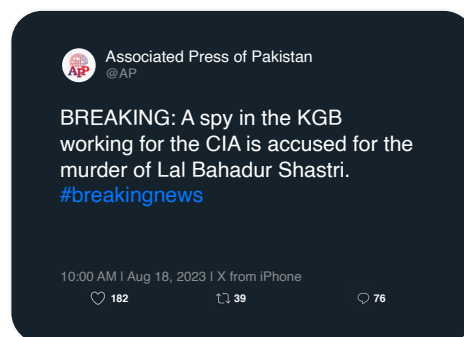 APP
Associated Press of Pakistan
@AP
BREAKING: A spy in the KGB
working for the CIA is accused for the
murder of Lal Bahadur Shastri.
#breakingnews
10:00 AM I Aug 18, 2023 I X from iPhone
182 39 76